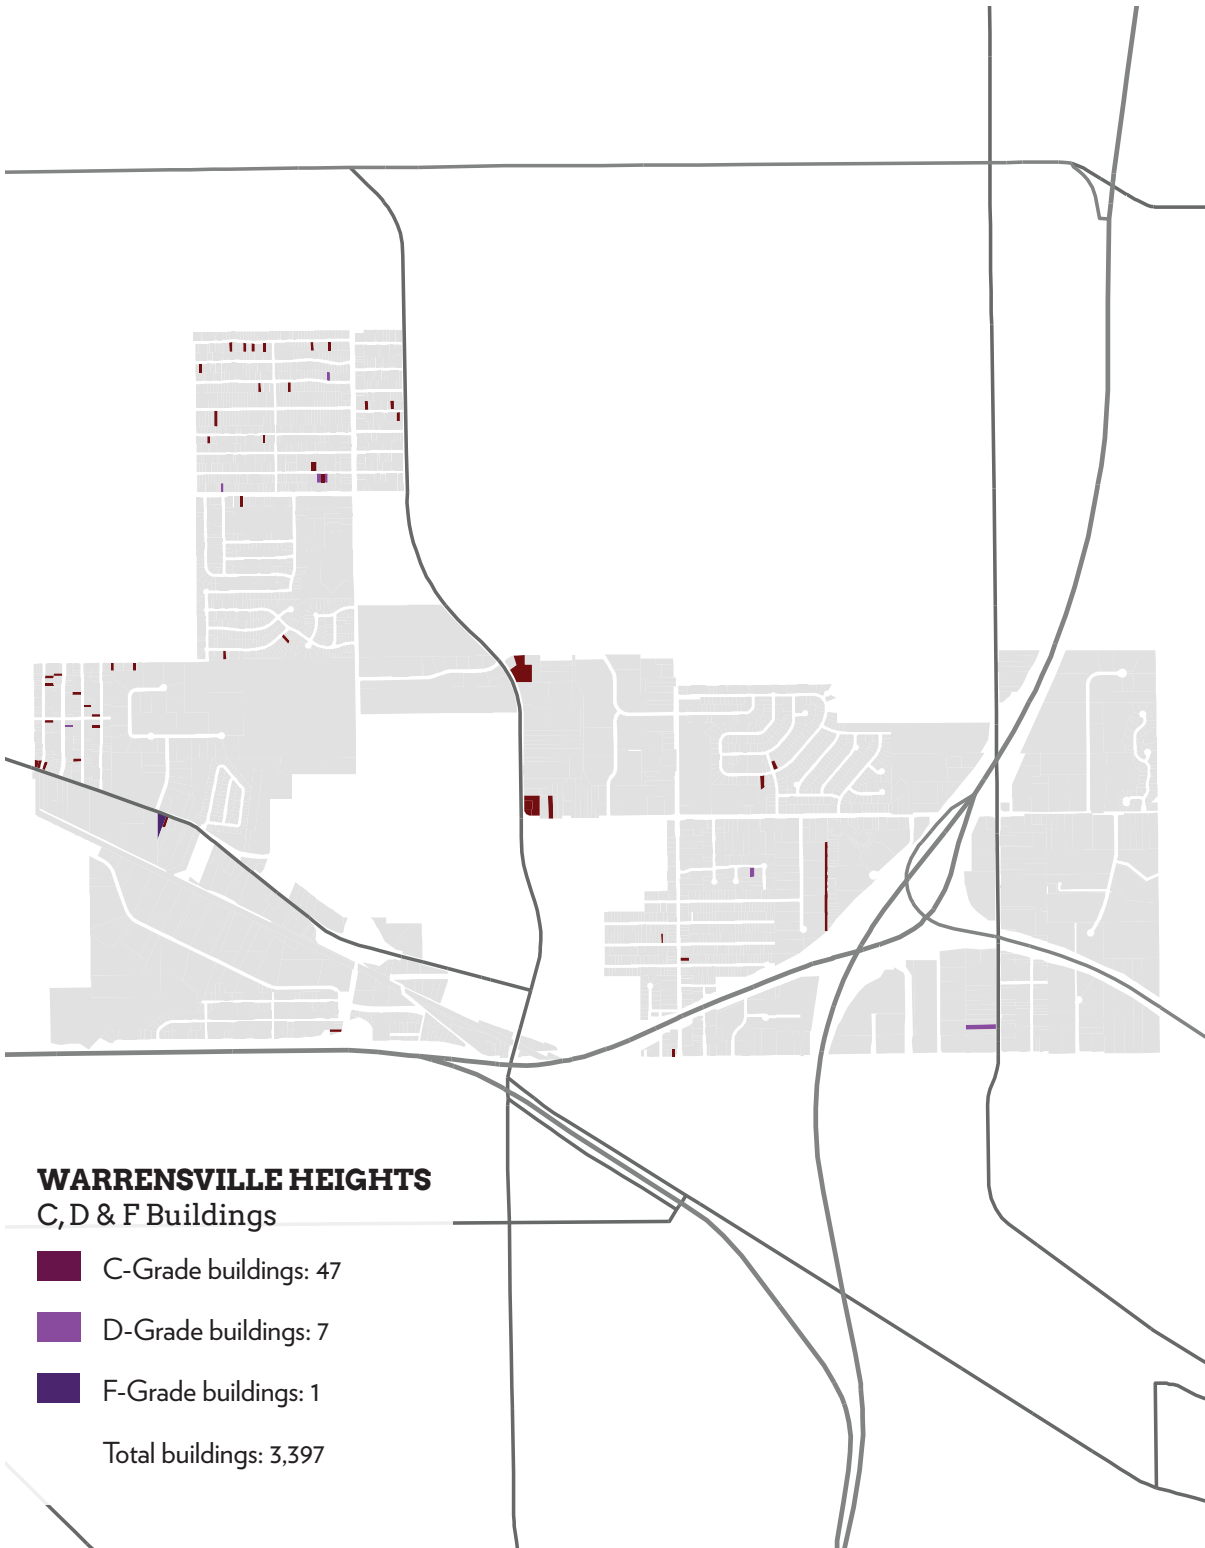 WARRENSVILLE HEIGHTS
C, D & F Buildings
C-Grade buildings: 47
D-Grade buildings: 7
F-Grade buildings: 1
Total buildings: 3,397